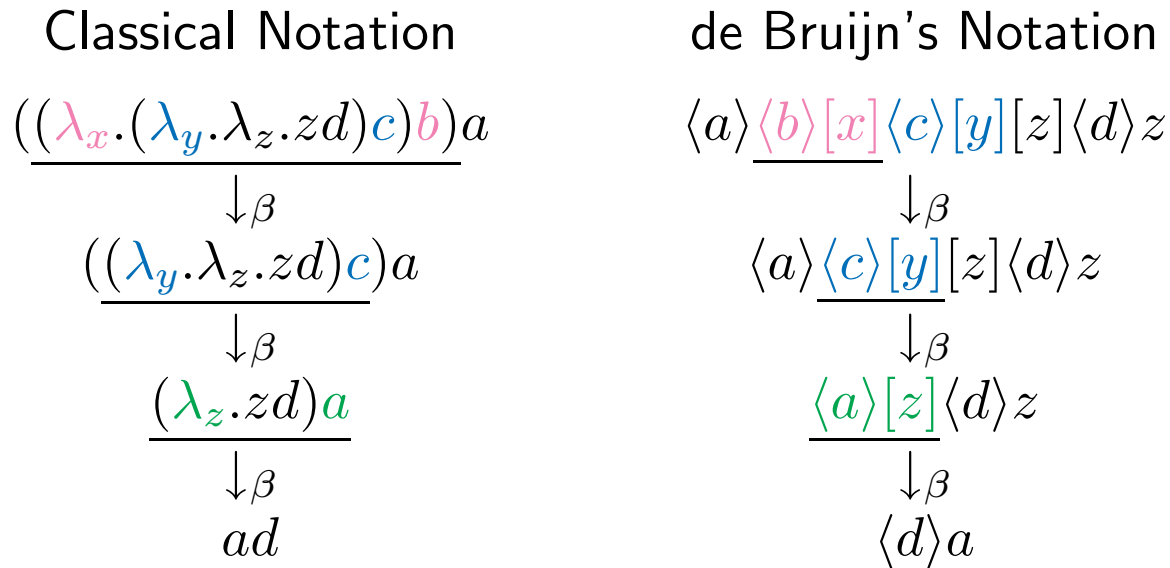 Classical Notation de Bruijn's Notation
((λx.(λy.λz.zd)c)b)a ⟨a⟩⟨b⟩[x]⟨c⟩[y][z]⟨d⟩z
↓β ↓β
((λy.λz.zd)c)a ⟨a⟩⟨c⟩[y][z]⟨d⟩z
↓β ↓β
(λz.zd)a ⟨a⟩[z]⟨d⟩z
↓β ↓β
ad ⟨d⟩a